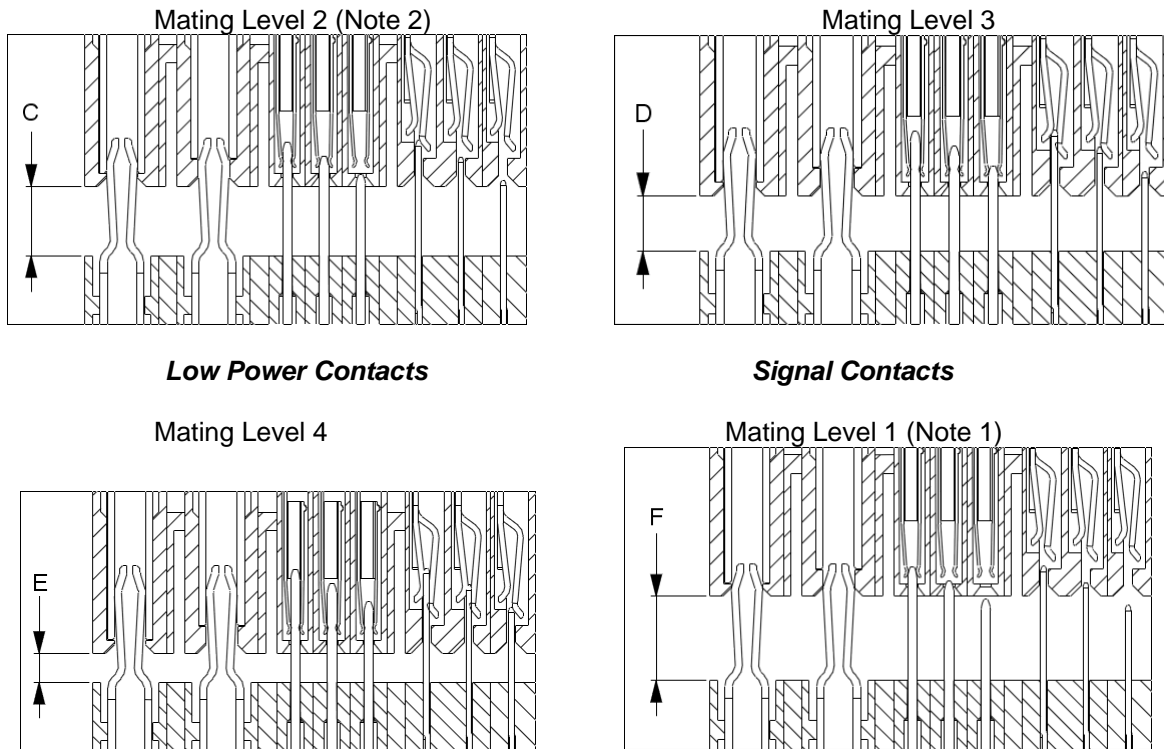 Mating Level 2 (Note 2)
Mating Level 3
C
D
Low Power Contacts
Signal Contacts
Mating Level 4
Mating Level 1 (Note 1)
E
F